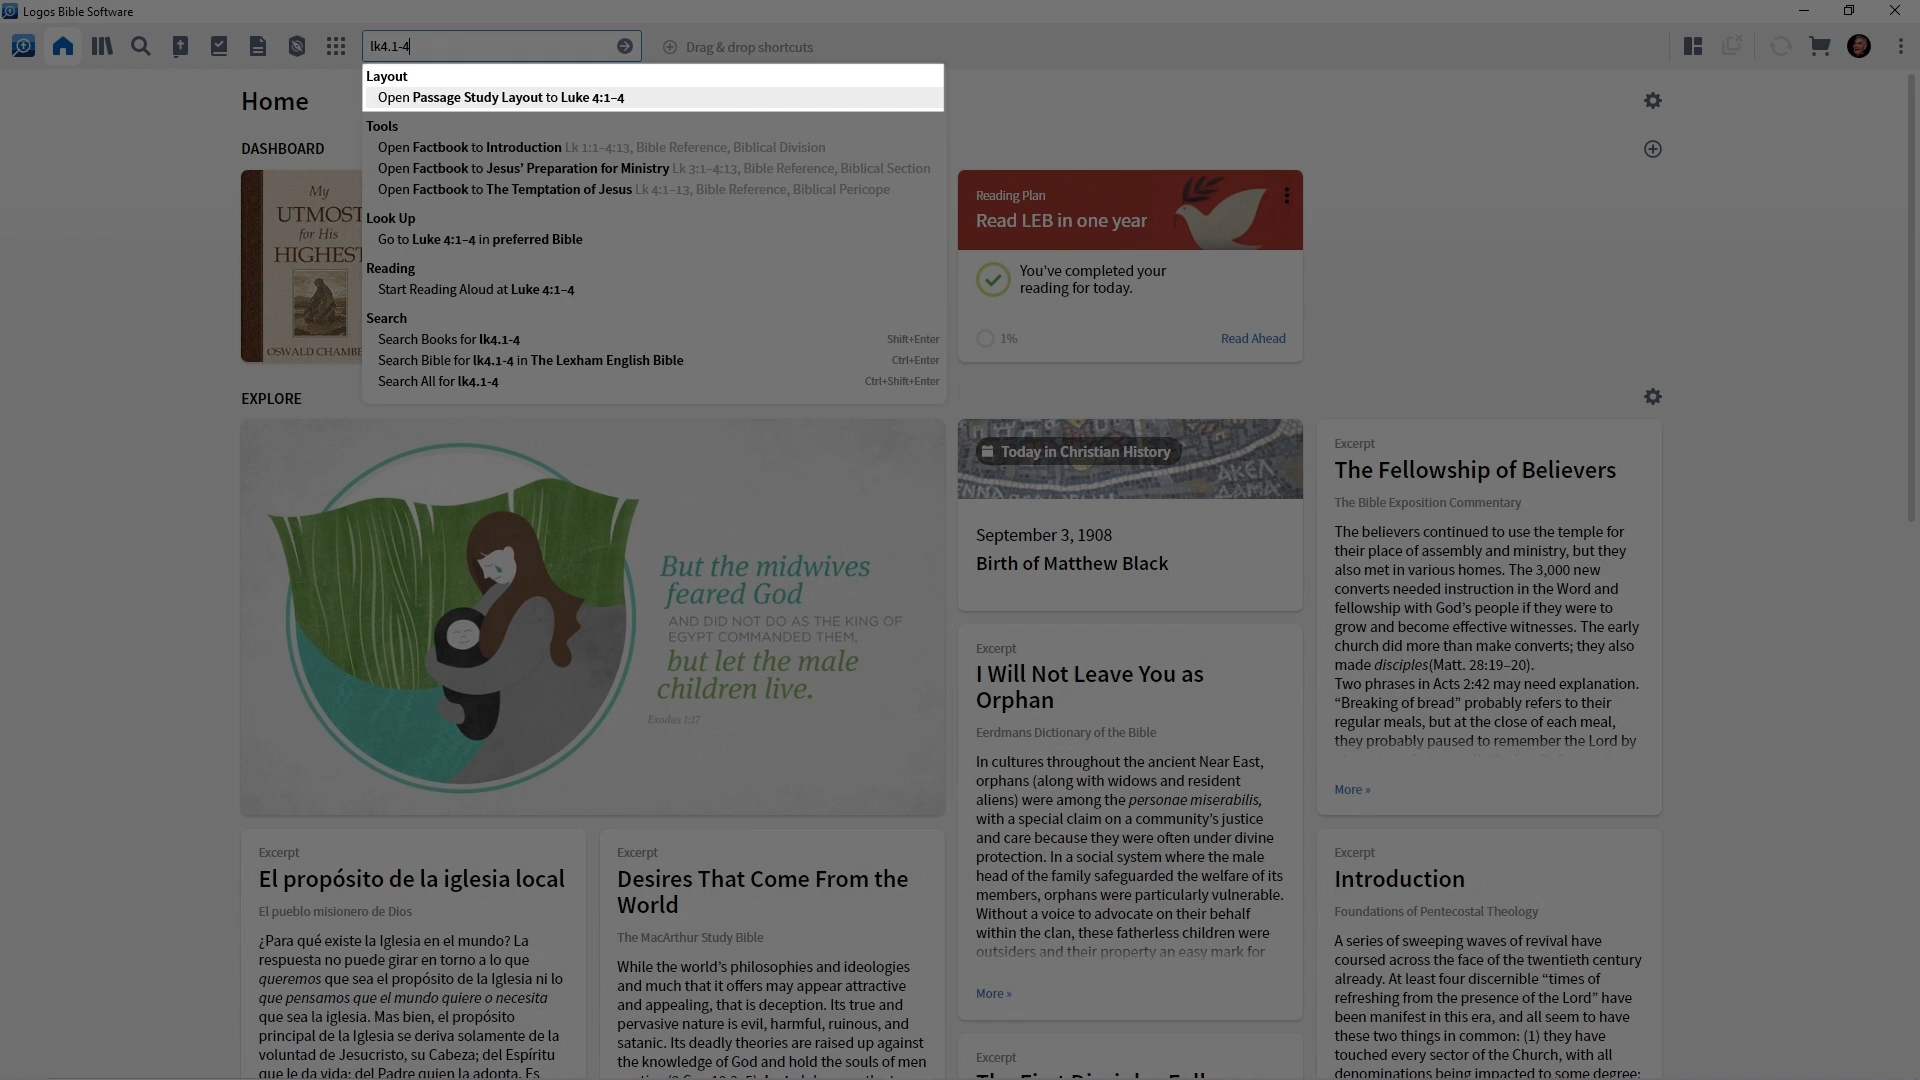 Logos Bible Software
lk4.1-4
Drag & drop shortcuts
Layout
Open Passage Study Layout to Luke 4:1–4
Tools
Open Factbook to Introduction Lk 1:1–4:13, Bible Reference, Biblical Division
Open Factbook to Jesus’ Preparation for Ministry Lk 3:1–4:13, Bible Reference, Biblical Section
Open Factbook to The Temptation of Jesus Lk 4:1–13, Bible Reference, Biblical Pericope
Look Up
Go to Luke 4:1–4 in preferred Bible
Reading
Start Reading Aloud at Luke 4:1–4
Search
Search Books for lk4.1-4 Shift+Enter
Search Bible for lk4.1-4 in The Lexham English Bible Ctrl+Enter
Search All for lk4.1-4 Ctrl+Shift+Enter
Home
DASHBOARD
My
UTMOST
for His
HIGHEST
OSWALD CHAMBE
Reading Plan
Read LEB in one year
You’ve completed your
reading for today.
1%
Read Ahead
EXPLORE
But the midwives
feared God
AND DID NOT DO AS THE KING OF
EGYPT COMMANDED THEM,
but let the male
children live.
Exodus 1:17
Today in Christian History
ΑΚΕΛ
ΔΑΜΑ
September 3, 1908
Birth of Matthew Black
Excerpt
I Will Not Leave You as
Orphan
Eerdmans Dictionary of the Bible
In cultures throughout the ancient Near East,
orphans (along with widows and resident
aliens) were among the personae miserabilis,
with a special claim on a community’s justice
and care because they were often under divine
protection. In a social system where the male
head of the family safeguarded the welfare of its
members, orphans were particularly vulnerable.
Without a voice to advocate on their behalf
within the clan, these fatherless children were
outsiders and their property an easy mark for
More »
Excerpt
The Fellowship of Believers
The Bible Exposition Commentary
The believers continued to use the temple for
their place of assembly and ministry, but they
also met in various homes. The 3,000 new
converts needed instruction in the Word and
fellowship with God’s people if they were to
grow and become effective witnesses. The early
church did more than make converts; they also
made disciples(Matt. 28:19–20).
Two phrases in Acts 2:42 may need explanation.
“Breaking of bread” probably refers to their
regular meals, but at the close of each meal,
they probably paused to remember the Lord by
More »
Excerpt
El propósito de la iglesia local
El pueblo misionero de Dios
¿Para qué existe la Iglesia en el mundo? La
respuesta no puede girar en torno a lo que
queremos que sea el propósito de la Iglesia ni lo
que pensamos que el mundo quiere o necesita
que sea la iglesia. Mas bien, el propósito
principal de la Iglesia se deriva solamente de la
voluntad de Jesucristo, su Cabeza; del Espíritu
que le da vida; del Padre quien la adopta. Es
Excerpt
Desires That Come From the
World
The MacArthur Study Bible
While the world’s philosophies and ideologies
and much that it offers may appear attractive
and appealing, that is deception. Its true and
pervasive nature is evil, harmful, ruinous, and
satanic. Its deadly theories are raised up against
the knowledge of God and hold the souls of men
Excerpt
Excerpt
Introduction
Foundations of Pentecostal Theology
A series of sweeping waves of revival have
coursed across the face of the twentieth century
already. At least four discernible “times of
refreshing from the presence of the Lord” have
been manifest in this era, and all seem to have
these two things in common: (1) they have
touched every sector of the Church, with all
denominations being impacted to some degree;